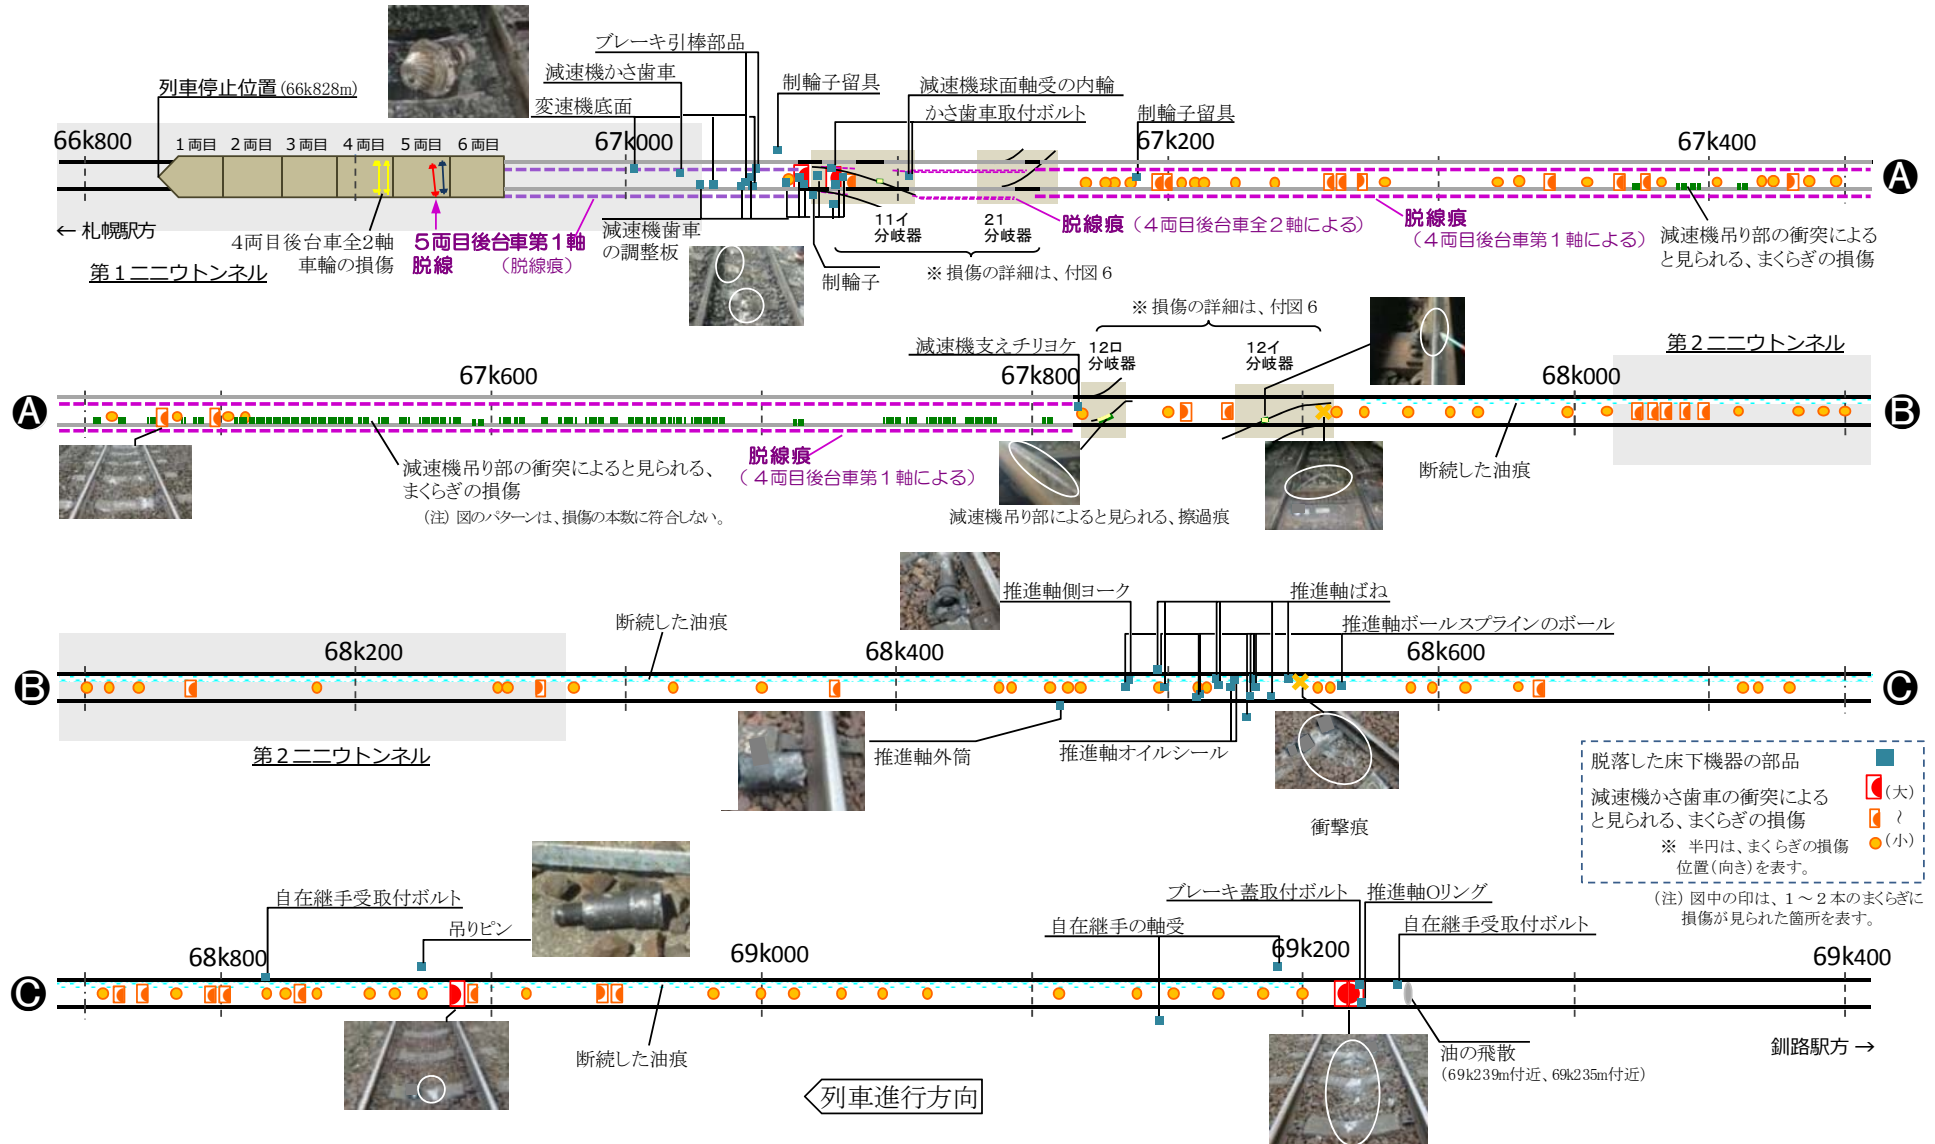 ブレーキ引棒部品
減速機かさ歯車
変速機底面
制輪子留具
減速機球面軸受の内輪
かさ歯車取付ボルト
制輪子留具
列車停止位置(66k828m)
66k800
67k000
67k200
67k400
1両目 2両目 3両目 4両目 5両目 6両目
A
A
← 札幌駅方
第1ニニウトンネル
4両目後台車全2軸
車輪の損傷
5両目後台車第1軸
脱線 (脱線痕)
減速機歯車
の調整板
制輪子
11イ
分岐器
21
分岐器
※ 損傷の詳細は、付図6
脱線痕 (4両目後台車全2軸による)
脱線痕
(4両目後台車第1軸による)
減速機吊り部の衝突による
と見られる、まくらぎの損傷
67k600
67k800
68k000
減速機支えチリヨケ
※ 損傷の詳細は、付図6
12ロ
分岐器
12イ
分岐器
第2ニニウトンネル
B
減速機吊り部の衝突によると見られる、
まくらぎの損傷
(注) 図のパターンは、損傷の本数に符合しない。
脱線痕
(4両目後台車第1軸による)
減速機吊り部によると見られる、擦過痕
断続した油痕
B
68k200
68k400
68k600
断続した油痕
推進軸側ヨーク
推進軸ばね
推進軸ボールスプラインのボール
C
第2ニニウトンネル
推進軸外筒
推進軸オイルシール
衝撃痕
脱落した床下機器の部品
減速機かさ歯車の衝突による
と見られる、まくらぎの損傷
(大)
~
(小)
※ 半円は、まくらぎの損傷
位置(向き)を表す。
(注) 図中の印は、1~2本のまくらぎに
損傷が見られた箇所を表す。
C
68k800
69k000
69k200
69k400
自在継手受取付ボルト
吊りピン
自在継手の軸受
ブレーキ蓋取付ボルト
推進軸Oリング
自在継手受取付ボルト
断続した油痕
油の飛散
(69k239m付近、69k235m付近)
釧路駅方 →
列車進行方向